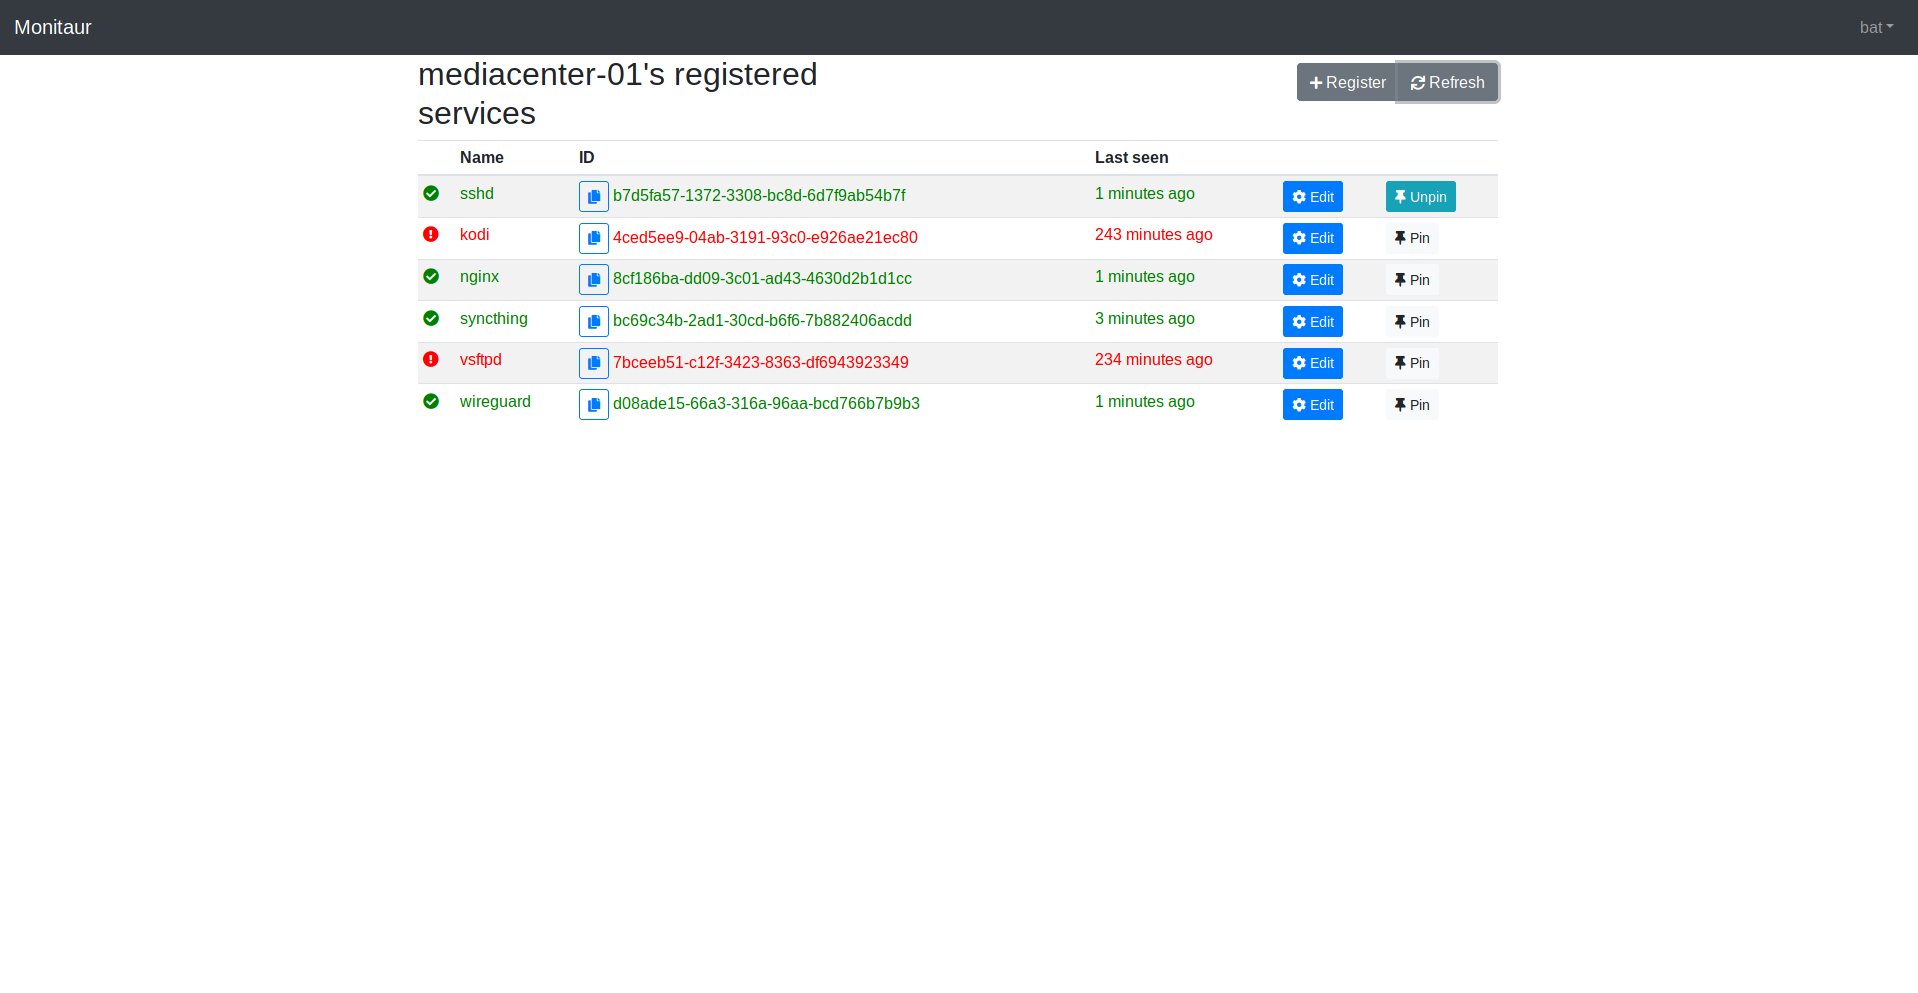 Monitaur
bat
mediacenter-01's registered
services
Register
Refresh
Name ID Last seen
sshd b7d5fa57-1372-3308-bc8d-6d7f9ab54b7f 1 minutes ago Edit Unpin
kodi 4ced5ee9-04ab-3191-93c0-e926ae21ec80 243 minutes ago Edit Pin
nginx 8cf186ba-dd09-3c01-ad43-4630d2b1d1cc 1 minutes ago Edit Pin
syncthing bc69c34b-2ad1-30cd-b6f6-7b882406acdd 3 minutes ago Edit Pin
vsftpd 7bceeb51-c12f-3423-8363-df6943923349 234 minutes ago Edit Pin
wireguard d08ade15-66a3-316a-96aa-bcd766b7b9b3 1 minutes ago Edit Pin